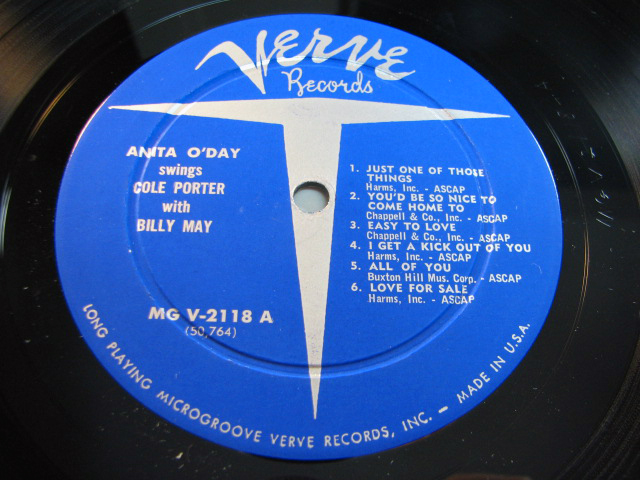 Verve
Records
ANITA O'DAY
swings
COLE PORTER
with
BILLY MAY
MG V-2118 A
(50,764)
1. JUST ONE OF THOSE
THINGS
Harms, Inc. - ASCAP
2. YOU'D BE SO NICE TO
COME HOME TO
Chappell & Co., Inc. - ASCAP
3. EASY TO LOVE
Chappell & Co., Inc. - ASCAP
4. I GET A KICK OUT OF YOU
Harms, Inc. - ASCAP
5. ALL OF YOU
Buxton Hill Mus. Corp. - ASCAP
6. LOVE FOR SALE
Harms, Inc. - ASCAP
LONG PLAYING MICROGROOVE VERVE RECORDS, INC. – MADE IN U.S.A.